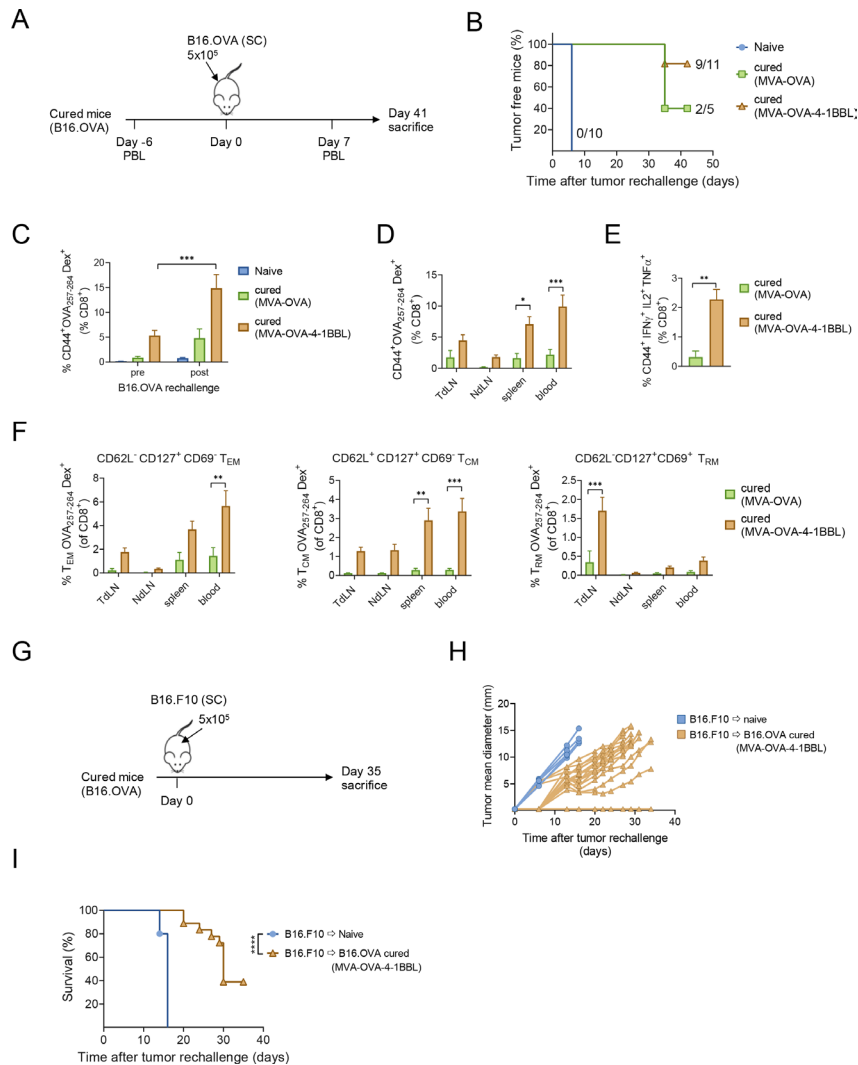 A
B16.OVA (SC)
5x10⁵
Cured mice
(B16.OVA)
Day -6
PBL
Day 0
Day 7
PBL
Day 41
sacrifice
B
Tumor free mice (%)
100
80
60
40
20
0
10
20
30
40
50
0/10
9/11
2/5
Time after tumor rechallenge (days)
Naive
cured
(MVA-OVA)
cured
(MVA-OVA-4-1BBL)
C
% CD44⁺OVA₂₅₇₋₂₆₄ Dex⁺
(% CD8⁺)
20
15
10
5
0
***
pre
post
B16.OVA rechallenge
Naive
cured
(MVA-OVA)
cured
(MVA-OVA-4-1BBL)
D
CD44⁺OVA₂₅₇₋₂₆₄ Dex⁺
(% CD8⁺)
15
10
5
0
*
***
TdLN
NdLN
spleen
blood
E
% CD44⁺ IFNγ⁺ IL2⁺ TNFα⁺
(% CD8⁺)
3
2
1
0
**
cured
(MVA-OVA)
cured
(MVA-OVA-4-1BBL)
F
CD62L⁻ CD127⁺ CD69⁻ T_EM
% T_EM OVA₂₅₇₋₂₆₄ Dex⁺
(of CD8⁺)
8
6
4
2
0
**
TdLN
NdLN
spleen
blood
CD62L⁺ CD127⁺ CD69⁻ T_CM
% T_CM OVA₂₅₇₋₂₆₄ Dex⁺
(of CD8⁺)
5
4
3
2
1
0
**
***
TdLN
NdLN
spleen
blood
CD62L⁻CD127⁺CD69⁺ T_RM
% T_RM OVA₂₅₇₋₂₆₄ Dex⁺
(of CD8⁺)
2.5
2.0
1.5
1.0
0.5
0.0
***
TdLN
NdLN
spleen
blood
cured
(MVA-OVA)
cured
(MVA-OVA-4-1BBL)
G
B16.F10 (SC)
5x10⁵
Cured mice
(B16.OVA)
Day 0
Day 35
sacrifice
H
Tumor mean diameter (mm)
20
15
10
5
0
10
20
30
40
Time after tumor rechallenge
(days)
B16.F10 ⇨ naive
B16.F10 ⇨ B16.OVA cured
(MVA-OVA-4-1BBL)
I
Survival (%)
100
80
60
40
20
0
10
20
30
40
50
Time after tumor rechallenge (days)
****
B16.F10 ⇨ Naive
B16.F10 ⇨ B16.OVA cured
(MVA-OVA-4-1BBL)